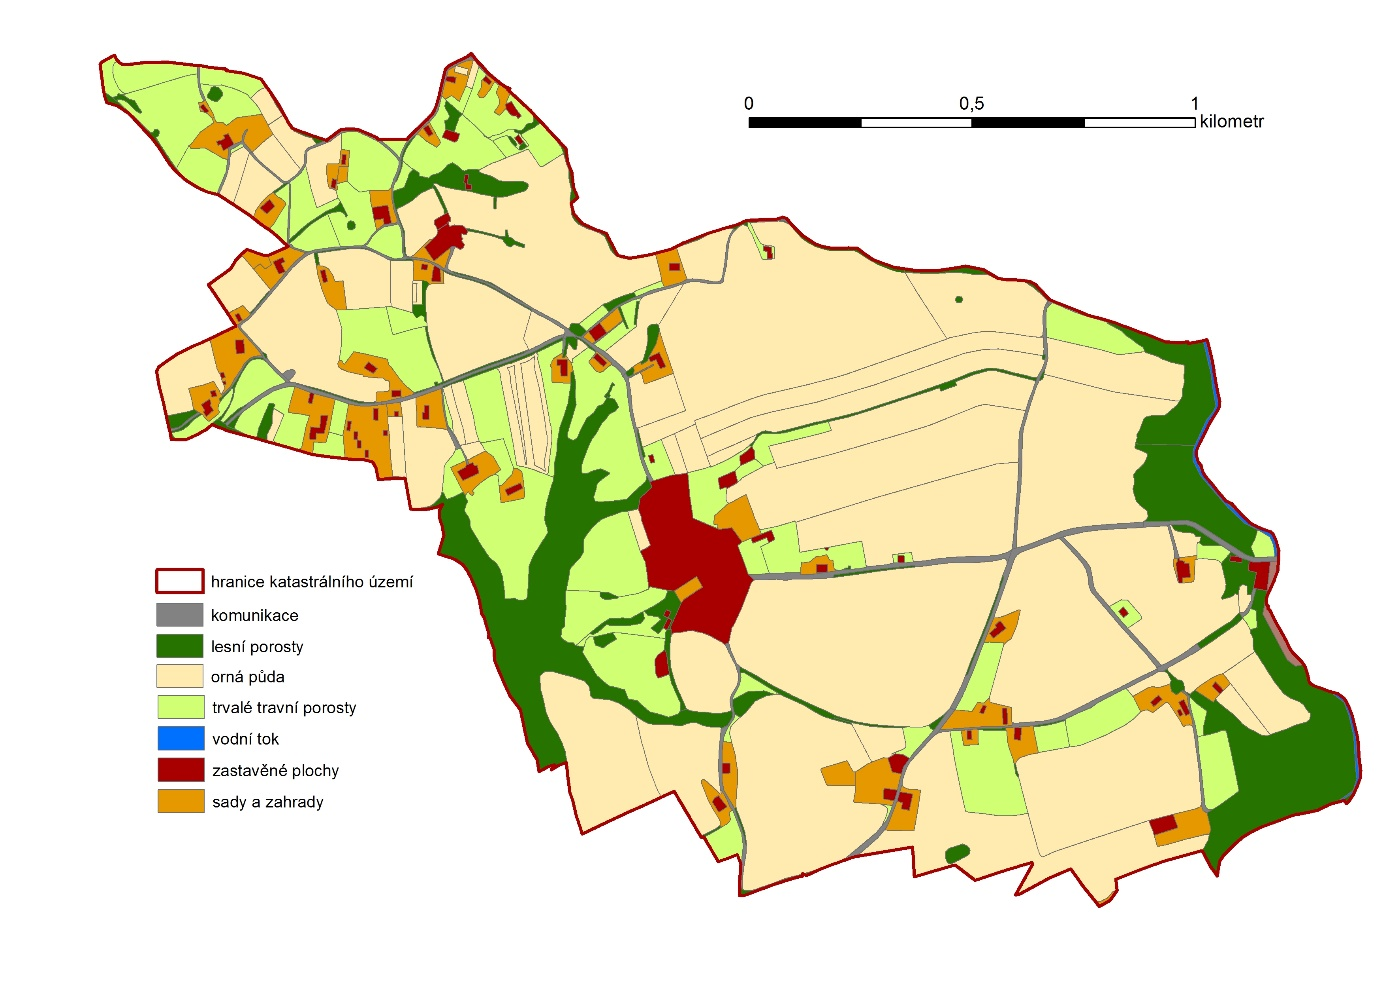 0 0,5 1
kilometr
hranice katastrálního území
komunikace
lesní porosty
orná půda
trvalé travní porosty
vodní tok
zastavěné plochy
sady a zahrady